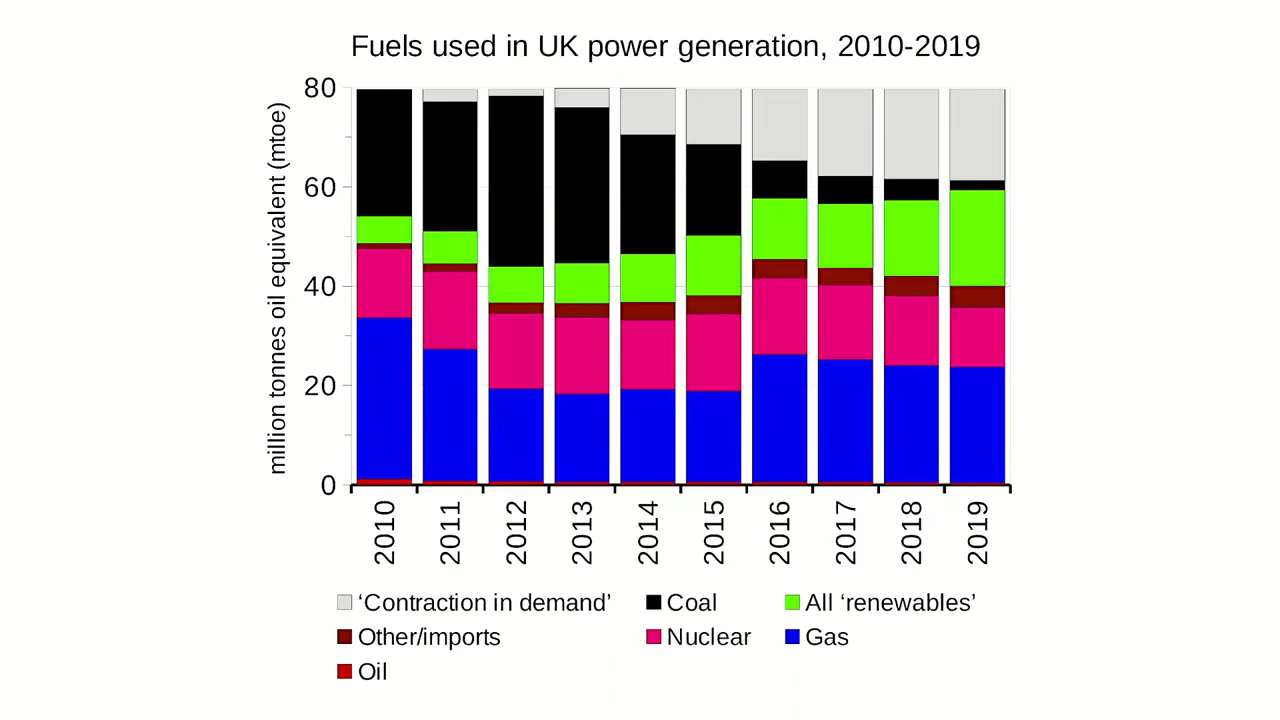 Fuels used in UK power generation, 2010-2019
million tonnes oil equivalent (mtoe)
80
60
40
20
0
2010 2011 2012 2013 2014 2015 2016 2017 2018 2019
‘Contraction in demand’ Coal All ‘renewables’
Other/imports Nuclear Gas
Oil